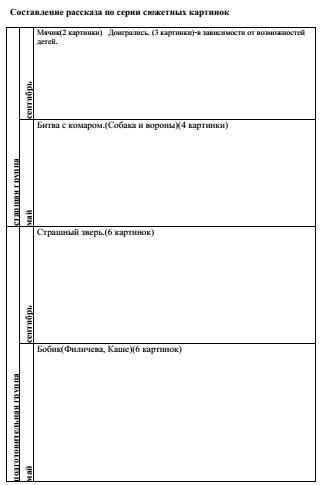 Составление рассказа по серии сюжетных картинок
старшая группа
сентябрь
Мячик(2 картинки) Доигрались. (3 картинки)-в зависимости от возможностей
детей.
май
Битва с комаром.(Собака и вороны)(4 картинки)
подготовительная группа
сентябрь
Страшный зверь.(6 картинок)
май
Бобик(Филичева, Каше)(6 картинок)